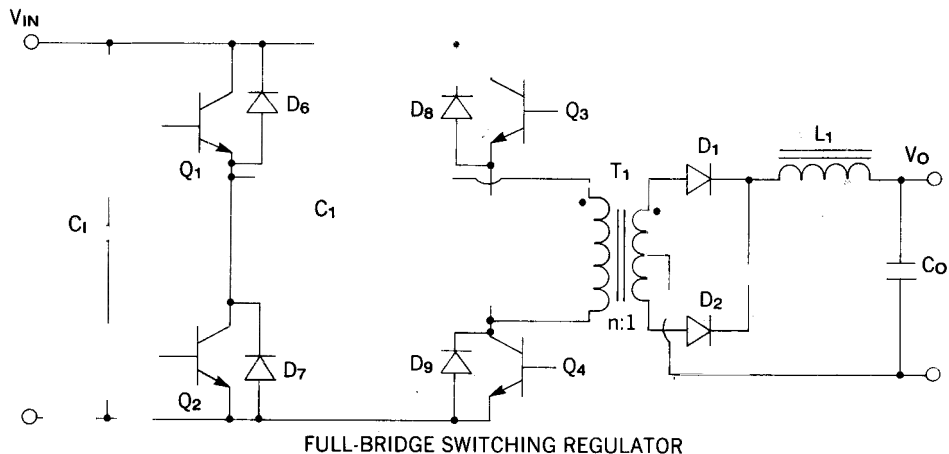 VIN
D6
D8
Q3
Q1
D1
L1
VO
T1
CI
C1
CO
D2
n:1
D7
D9
Q4
Q2
FULL-BRIDGE SWITCHING REGULATOR